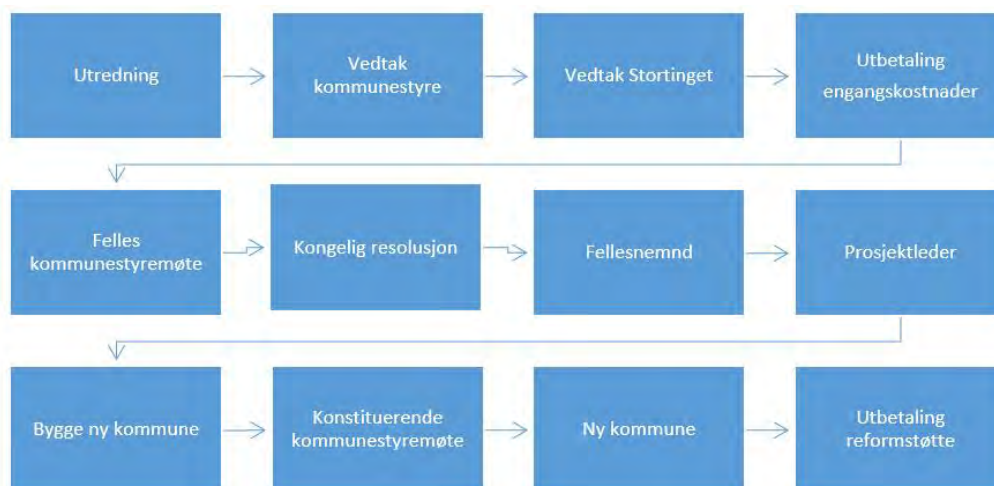 Utredning
Vedtak
kommunestyre
Vedtak Stortinget
Utbetaling
engangskostnader
Felles
kommunestyremøte
Kongelig resolusjon
Fellesnemnd
Prosjektleder
Bygge ny kommune
Konstituerende
kommunestyremøte
Ny kommune
Utbetaling
reformstøtte